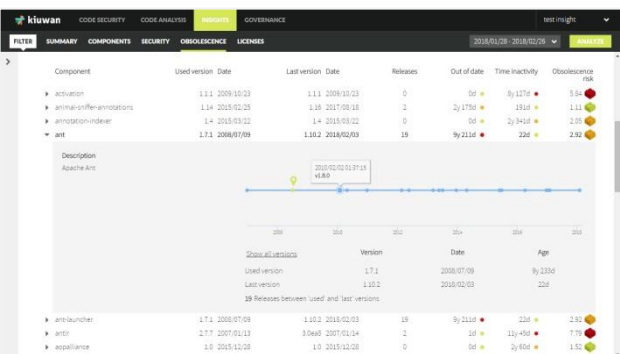 kiuwan CODE SECURITY CODE ANALYSIS INSIGHTS GOVERNANCE test insight
FILTER SUMMARY COMPONENTS SECURITY OBSOLESCENCE LICENSES 2018/01/28 - 2018/02/26 ANALYZE
Component Used version Date Last version Date Releases Out of date Time Inactivity Obsolescence risk
activation 1.1.1 2009/10/23 1.1.1 2009/10/23 0 0d 8y 127d 5.84
animal-sniffer-annotations 1.14 2015/02/25 1.16 2017/08/18 2 2y 175d 191d 1.11
annotation-indexer 1.4 2015/03/22 1.4 2015/03/22 0 0d 2y 341d 2.05
ant 1.7.1 2008/07/09 1.10.2 2018/02/03 19 9y 211d 22d 2.92
Description
Apache Ant
2010/02/02 01:37:15
v1.8.0
2008 2010 2012 2014 2016 2018
Show all versions Version Date Age
Used version 1.7.1 2008/07/09 9y 233d
Last version 1.10.2 2018/02/03 22d
19 Releases between 'used' and 'last' versions
ant-launcher 1.7.1 2008/07/09 1.10.2 2018/02/03 19 9y 211d 22d 2.92
antlr 2.7.7 2007/01/13 3.0ea8 2007/01/14 2 1d 11y 45d 7.79
aopalliance 1.0 2015/12/28 1.0 2015/12/28 0 0d 2y 60d 1.52